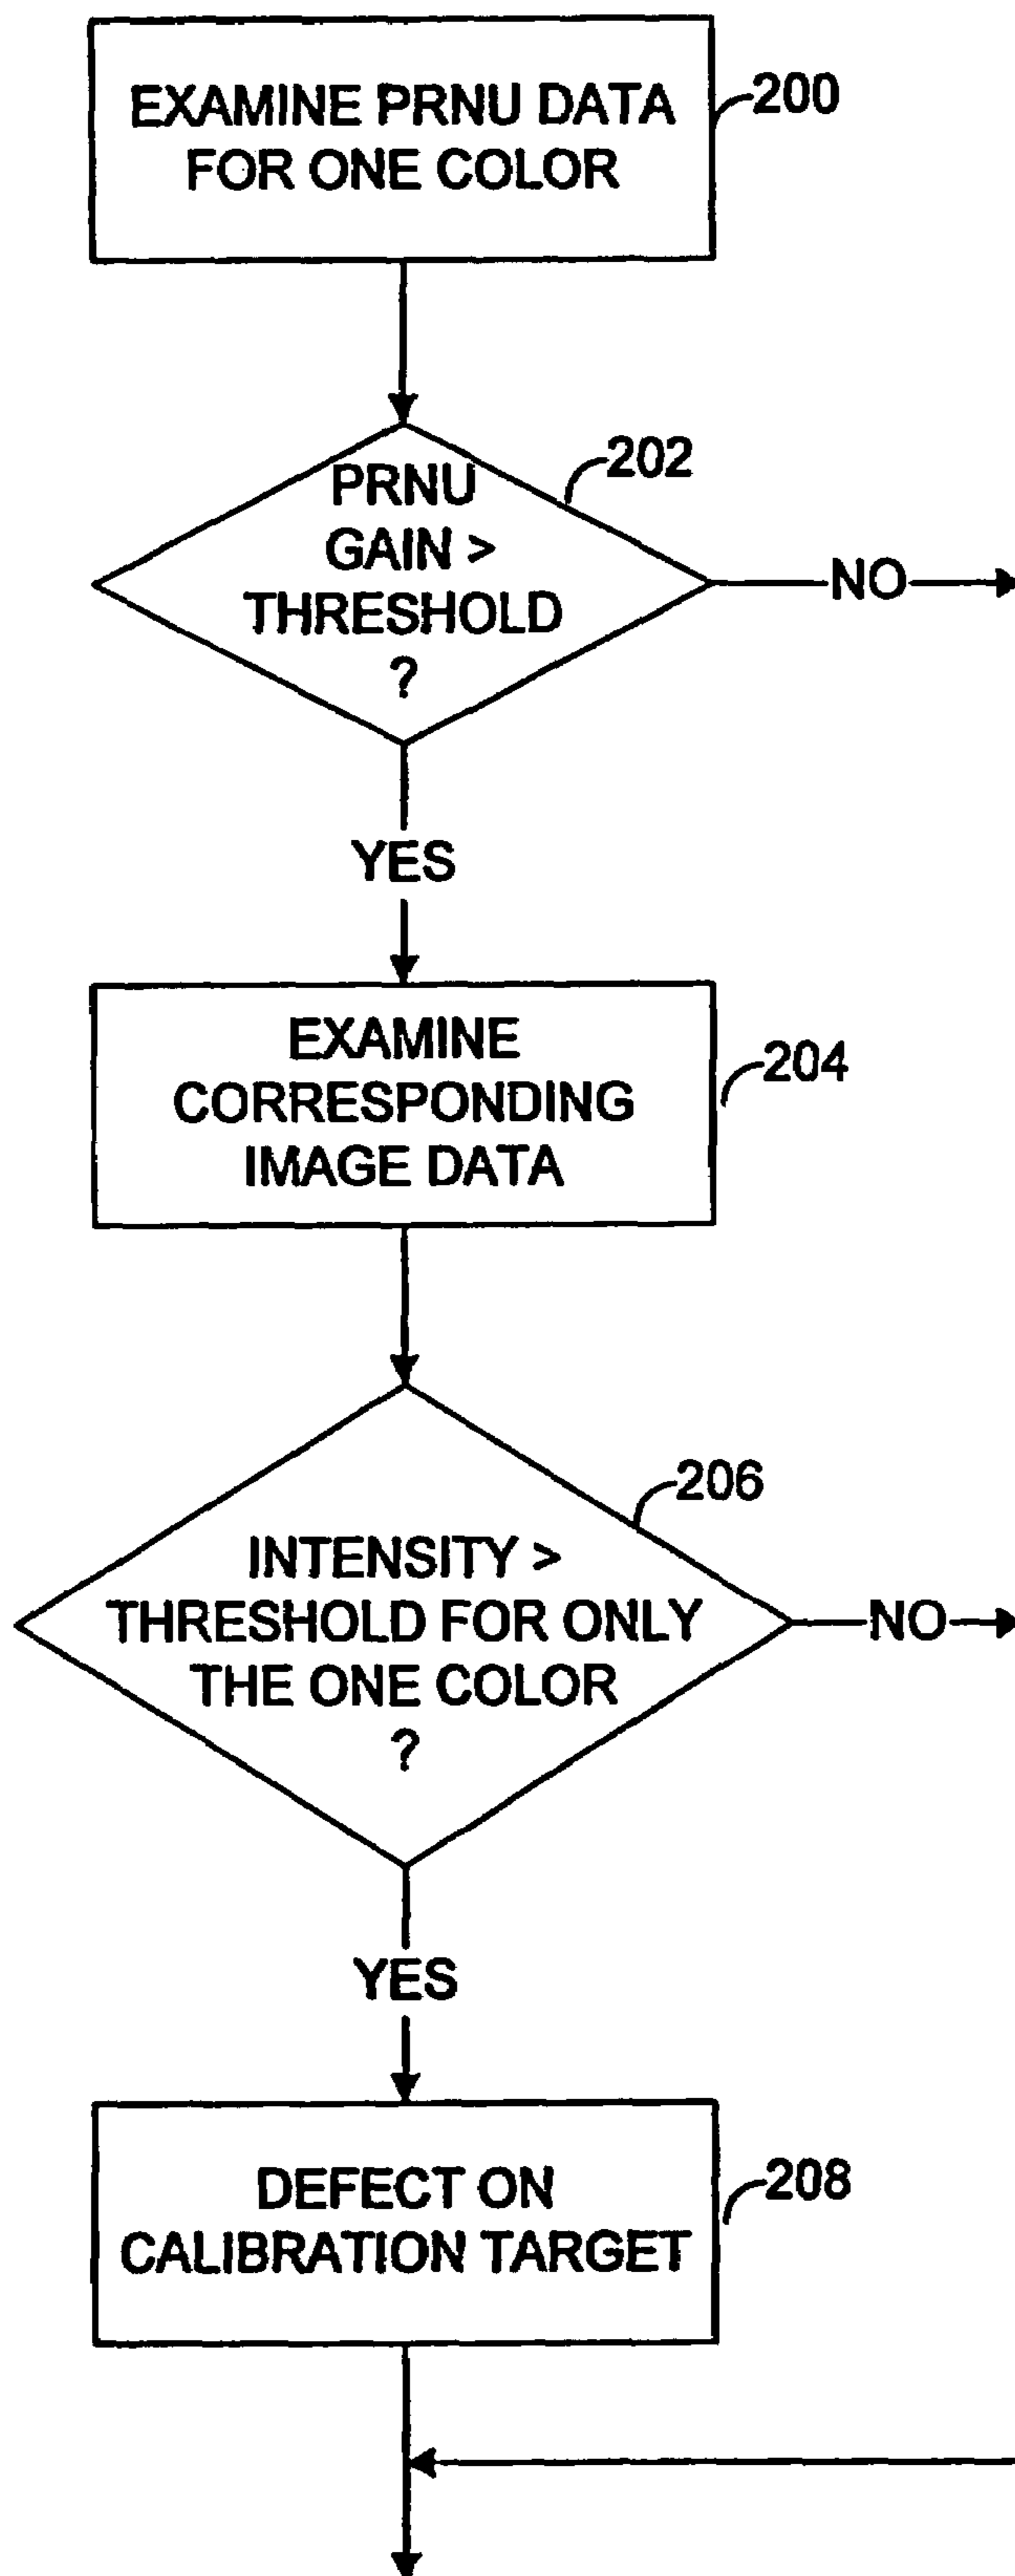 EXAMINE PRNU DATA
FOR ONE COLOR
200
PRNU
GAIN >
THRESHOLD
?
202
NO
YES
EXAMINE
CORRESPONDING
IMAGE DATA
204
INTENSITY >
THRESHOLD FOR ONLY
THE ONE COLOR
?
206
NO
YES
DEFECT ON
CALIBRATION TARGET
208